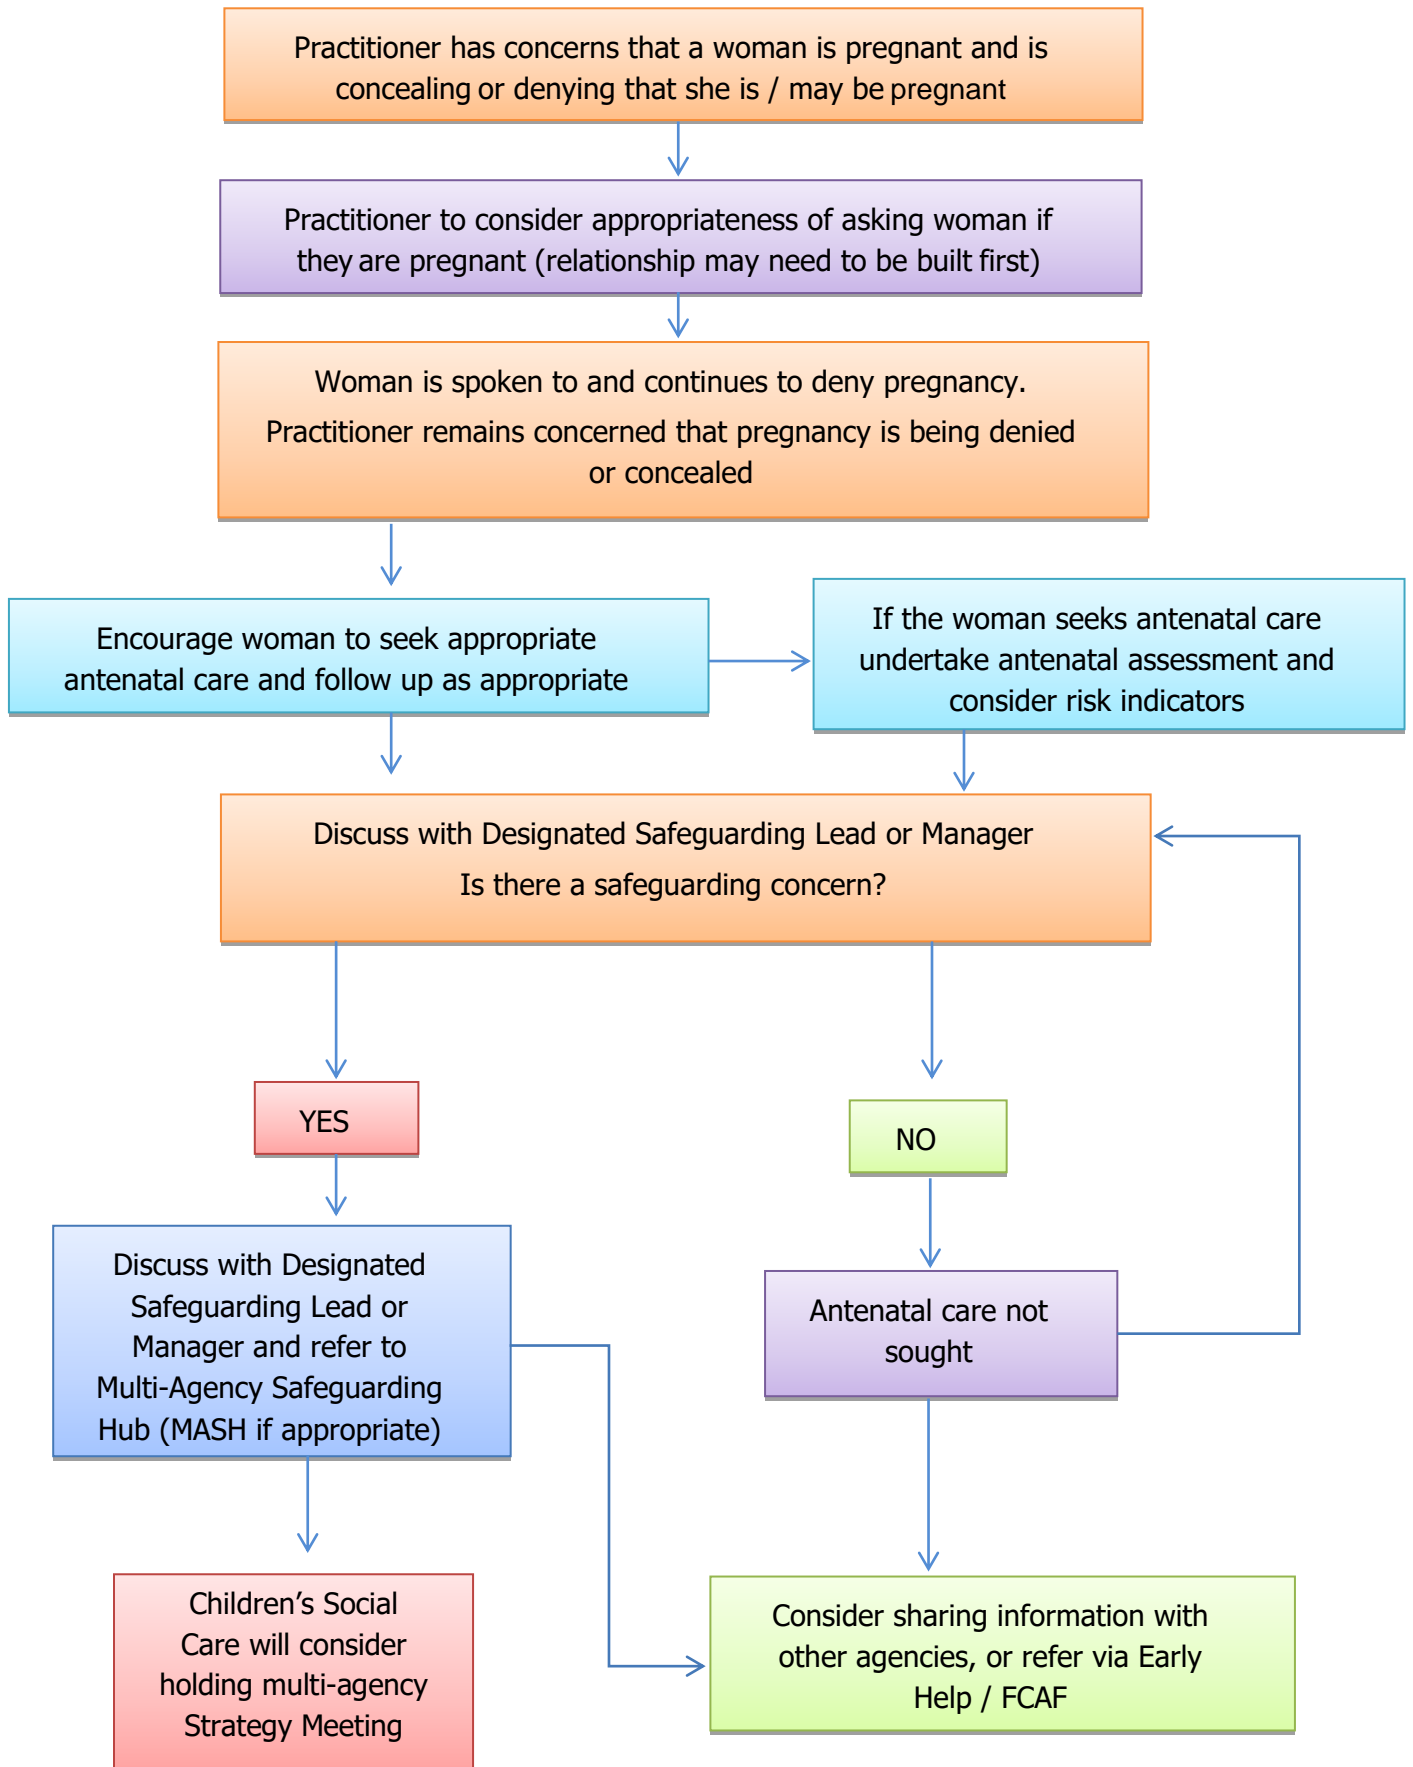 Practitioner has concerns that a woman is pregnant and is
concealing or denying that she is / may be pregnant
Practitioner to consider appropriateness of asking woman if
they are pregnant (relationship may need to be built first)
Woman is spoken to and continues to deny pregnancy.
Practitioner remains concerned that pregnancy is being denied
or concealed
Encourage woman to seek appropriate
antenatal care and follow up as appropriate
If the woman seeks antenatal care
undertake antenatal assessment and
consider risk indicators
Discuss with Designated Safeguarding Lead or Manager
Is there a safeguarding concern?
YES
NO
Discuss with Designated
Safeguarding Lead or
Manager and refer to
Multi-Agency Safeguarding
Hub (MASH if appropriate)
Antenatal care not
sought
Children’s Social
Care will consider
holding multi-agency
Strategy Meeting
Consider sharing information with
other agencies, or refer via Early
Help / FCAF